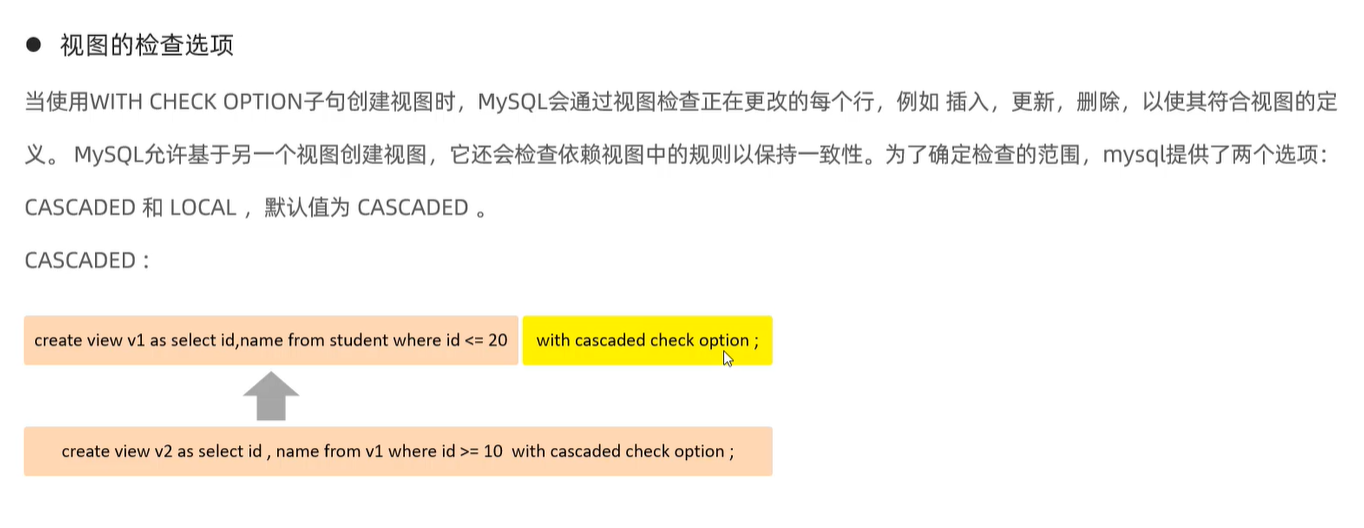 ● 视图的检查选项
当使用WITH CHECK OPTION子句创建视图时，MySQL会通过视图检查正在更改的每个行，例如 插入，更新，删除，以使其符合视图的定
义。 MySQL允许基于另一个视图创建视图，它还会检查依赖视图中的规则以保持一致性。为了确定检查的范围，mysql提供了两个选项：
CASCADED 和 LOCAL ，默认值为 CASCADED 。
CASCADED：
create view v1 as select id,name from student where id <= 20 with cascaded check option ;
create view v2 as select id , name from v1 where id >= 10 with cascaded check option ;